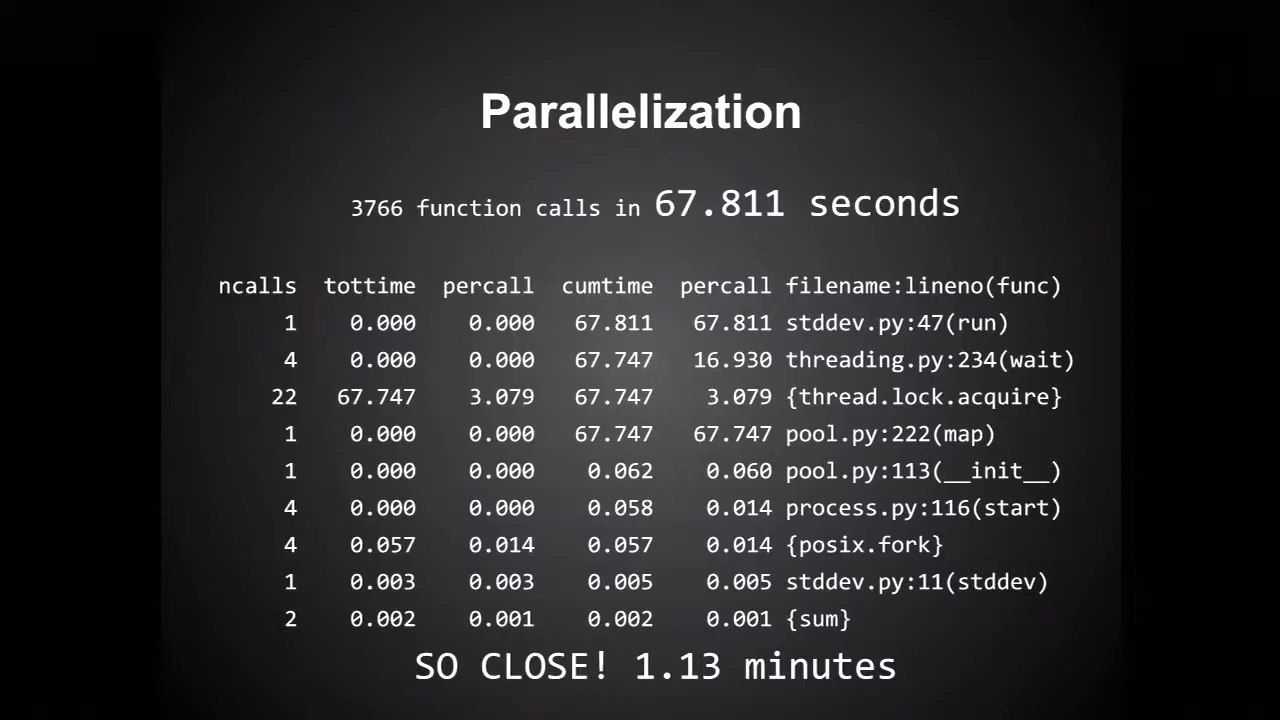 Parallelization
3766 function calls in 67.811 seconds
ncalls tottime percall cumtime percall filename:lineno(func)
1 0.000 0.000 67.811 67.811 stddev.py:47(run)
4 0.000 0.000 67.747 16.930 threading.py:234(wait)
22 67.747 3.079 67.747 3.079 {thread.lock.acquire}
1 0.000 0.000 67.747 67.747 pool.py:222(map)
1 0.000 0.000 0.062 0.060 pool.py:113(__init__)
4 0.000 0.000 0.058 0.014 process.py:116(start)
4 0.057 0.014 0.057 0.014 {posix.fork}
1 0.003 0.003 0.005 0.005 stddev.py:11(stddev)
2 0.002 0.001 0.002 0.001 {sum}
SO CLOSE! 1.13 minutes